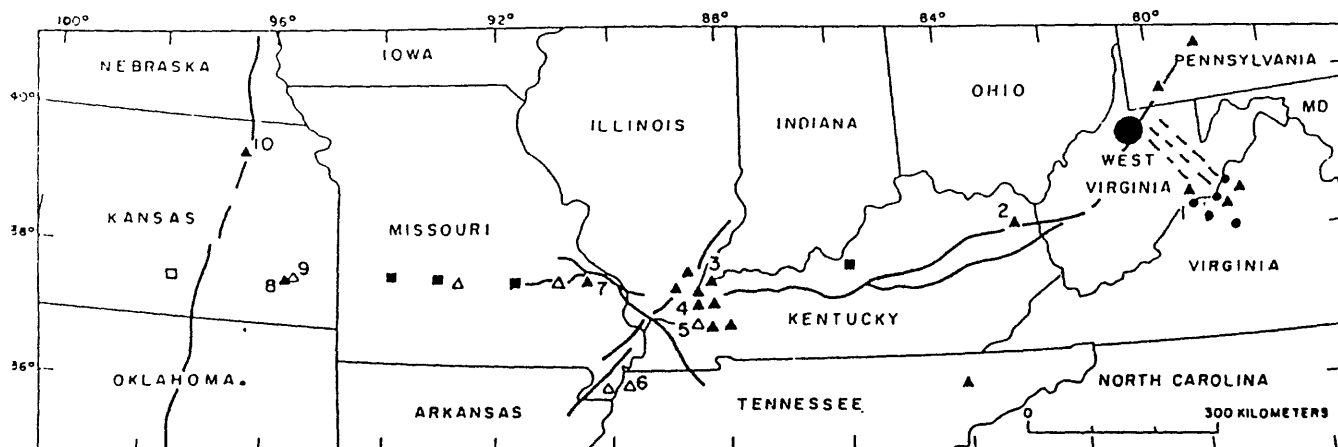 100° 96° 92° 88° 84° 80°
NEBRASKA
IOWA
PENNSYLVANIA
40°
OHIO
MD
ILLINOIS
INDIANA
10
WEST
VIRGINIA
KANSAS
2
1
38°
MISSOURI
3
VIRGINIA
9
8
7
4
KENTUCKY
5
36°
OKLAHOMA
6
NORTH CAROLINA
ARKANSAS
TENNESSEE
0 300 KILOMETERS